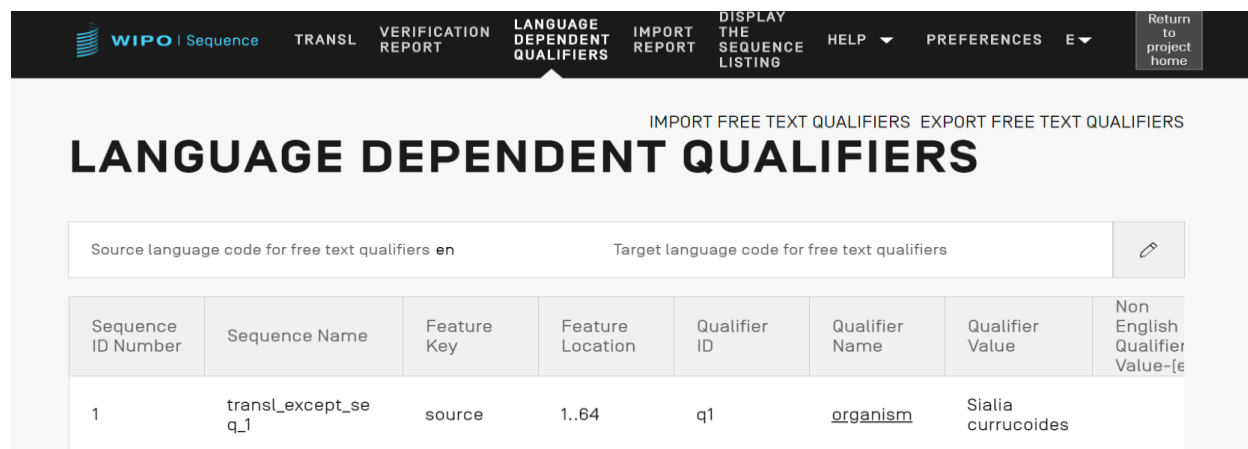 WIPO | Sequence
TRANSL
VERIFICATION
REPORT
LANGUAGE
DEPENDENT
QUALIFIERS
IMPORT
REPORT
DISPLAY
THE
SEQUENCE
LISTING
HELP
PREFERENCES
E
Return
to
project
home
IMPORT FREE TEXT QUALIFIERS EXPORT FREE TEXT QUALIFIERS
LANGUAGE DEPENDENT QUALIFIERS
Source language code for free text qualifiers en
Target language code for free text qualifiers
Sequence
ID Number
Sequence Name
Feature
Key
Feature
Location
Qualifier
ID
Qualifier
Name
Qualifier
Value
Non
English
Qualifier
Value-[e
1
transl_except_se
q_1
source
1..64
q1
organism
Sialia
currucoides